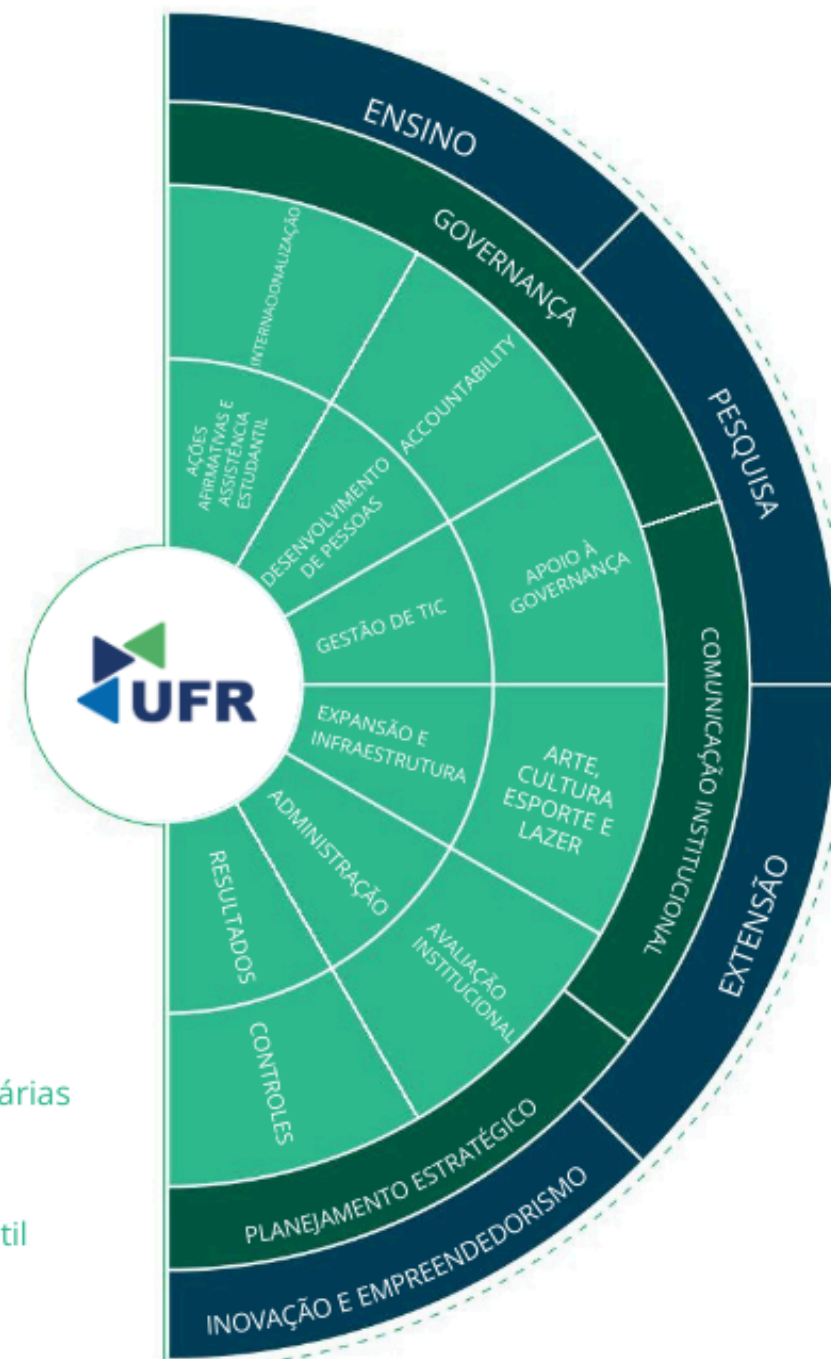 ENSINO
GOVERNANÇA
INTERNACIONALIZAÇÃO
ACCOUNTABILITY
PESQUISA
AÇÕES
AFIRMATIVAS E
ASSISTÊNCIA
ESTUDANTIL
DESENVOLVIMENTO
DE PESSOAS
APOIO À
GOVERNANÇA
GESTÃO DE TIC
UFR
COMUNICAÇÃO INSTITUCIONAL
EXPANSÃO E
INFRAESTRUTURA
ARTE,
CULTURA
ESPORTE E
LAZER
ADMINISTRAÇÃO
RESULTADOS
EXTENSÃO
AVALIAÇÃO
INSTITUCIONAL
CONTROLES
árias
PLANEJAMENTO ESTRATÉGICO
til
INOVAÇÃO E EMPREENDEDORISMO